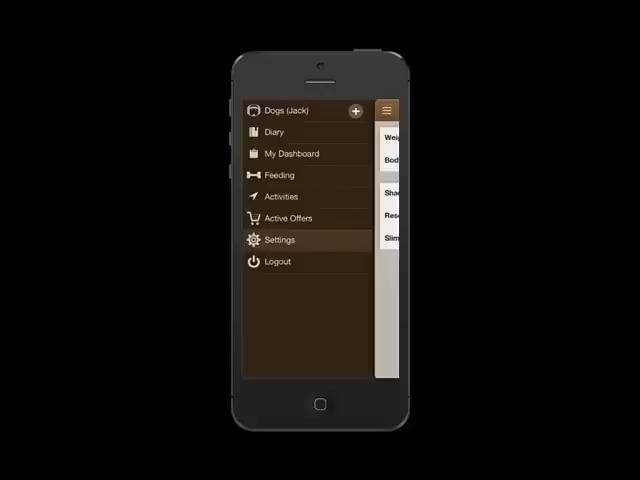 Dogs (Jack)
Diary
My Dashboard
Feeding
Activities
Active Offers
Settings
Logout